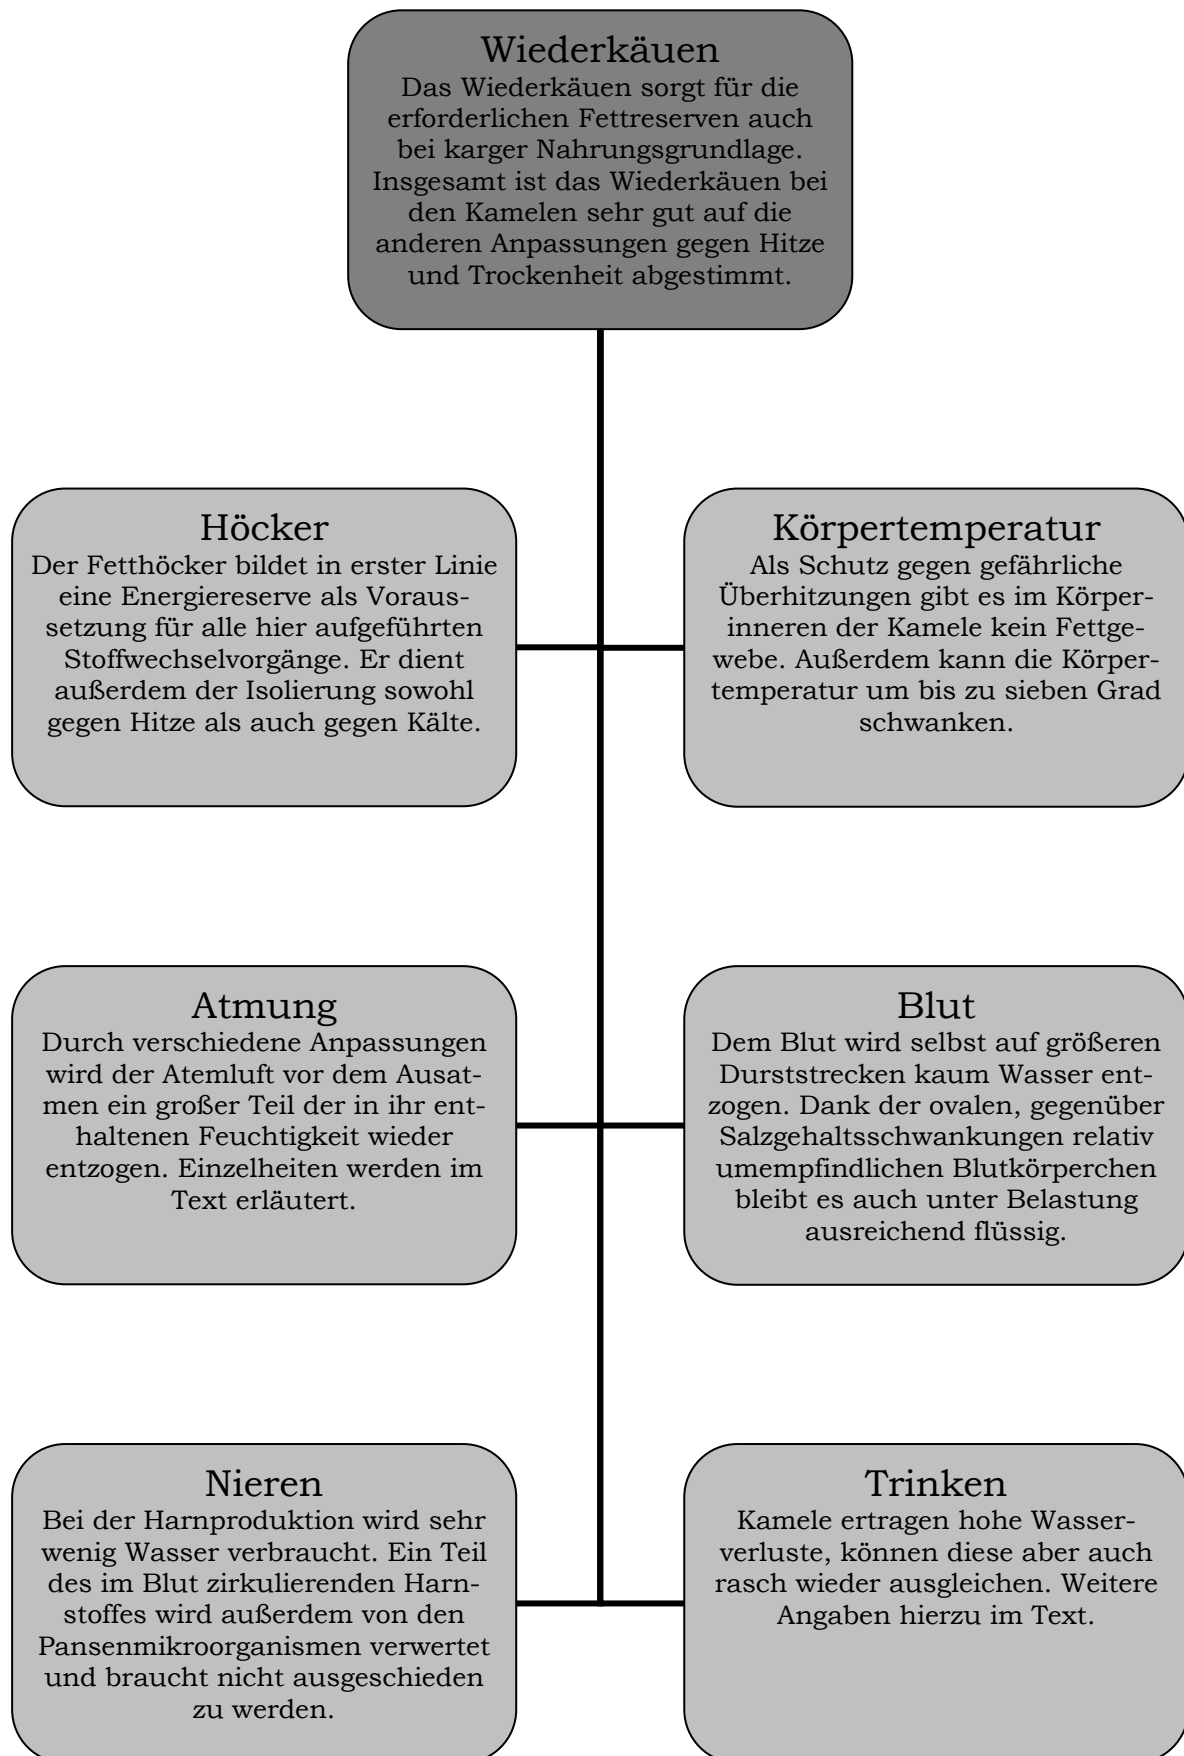 Wiederkäuen
Das Wiederkäuen sorgt für die
erforderlichen Fettreserven auch
bei karger Nahrungsgrundlage.
Insgesamt ist das Wiederkäuen bei
den Kamelen sehr gut auf die
anderen Anpassungen gegen Hitze
und Trockenheit abgestimmt.
Höcker
Der Fetthöcker bildet in erster Linie
eine Energiereserve als Voraus-
setzung für alle hier aufgeführten
Stoffwechselvorgänge. Er dient
außerdem der Isolierung sowohl
gegen Hitze als auch gegen Kälte.
Körpertemperatur
Als Schutz gegen gefährliche
Überhitzungen gibt es im Körper-
inneren der Kamele kein Fettge-
webe. Außerdem kann die Körper-
temperatur um bis zu sieben Grad
schwanken.
Atmung
Durch verschiedene Anpassungen
wird der Atemluft vor dem Ausat-
men ein großer Teil der in ihr ent-
haltenen Feuchtigkeit wieder
entzogen. Einzelheiten werden im
Text erläutert.
Blut
Dem Blut wird selbst auf größeren
Durststrecken kaum Wasser ent-
zogen. Dank der ovalen, gegenüber
Salzgehaltsschwankungen relativ
umempfindlichen Blutkörperchen
bleibt es auch unter Belastung
ausreichend flüssig.
Nieren
Bei der Harnproduktion wird sehr
wenig Wasser verbraucht. Ein Teil
des im Blut zirkulierenden Harn-
stoffes wird außerdem von den
Pansenmikroorganismen verwertet
und braucht nicht ausgeschieden
zu werden.
Trinken
Kamele ertragen hohe Wasser-
verluste, können diese aber auch
rasch wieder ausgleichen. Weitere
Angaben hierzu im Text.